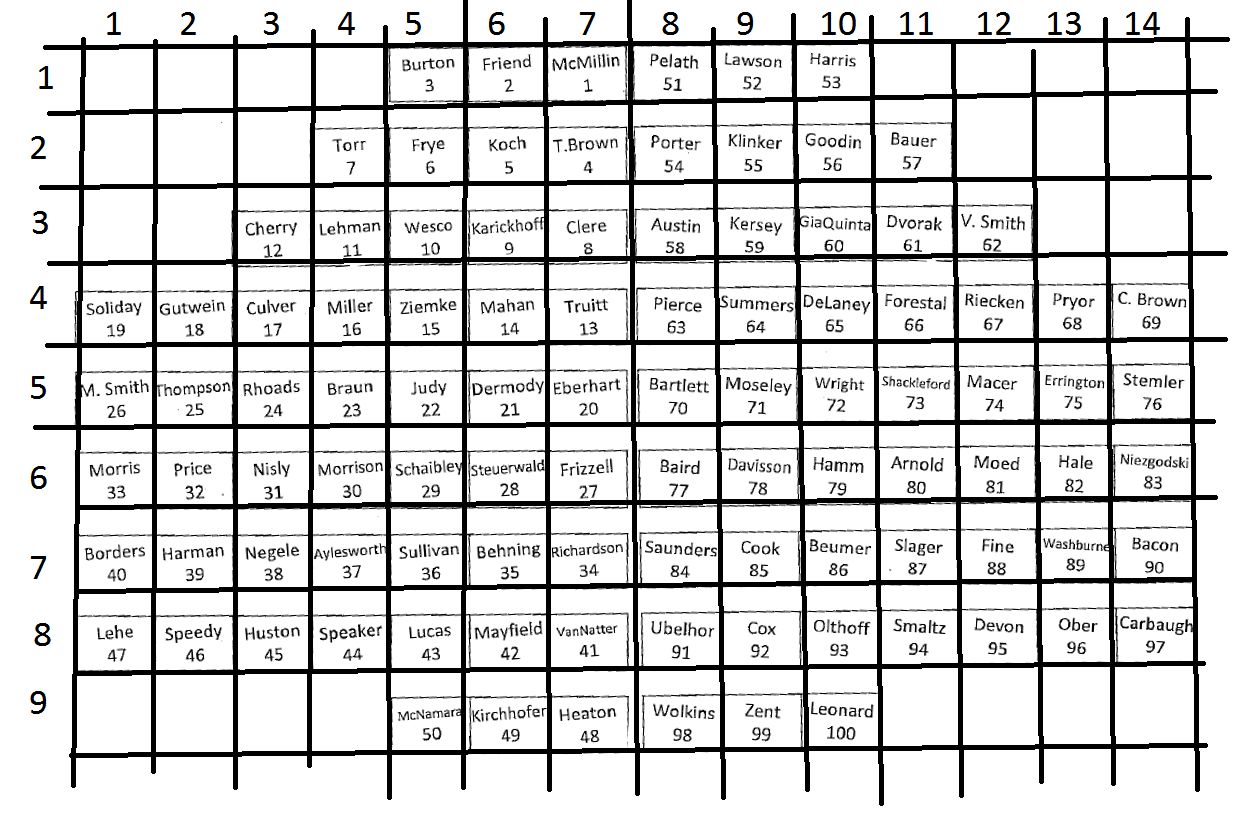 1 2 3 4 5 6 7 8 9 10 11 12 13 14
1 Burton Friend McMillin Pelath Lawson Harris
3 2 1 51 52 53
2 Torr Frye Koch T.Brown Porter Klinker Goodin Bauer
7 6 5 4 54 55 56 57
3 Cherry Lehman Wesco Karickhoff Clere Austin Kersey GiaQuinta Dvorak V. Smith
12 11 10 9 8 58 59 60 61 62
4 Soliday Gutwein Culver Miller Ziemke Mahan Truitt Pierce Summers DeLaney Forestal Riecken Pryor C. Brown
19 18 17 16 15 14 13 63 64 65 66 67 68 69
5 M. Smith Thompson Rhoads Braun Judy Dermody Eberhart Bartlett Moseley Wright Shackleford Macer Errington Stemler
26 25 24 23 22 21 20 70 71 72 73 74 75 76
6 Morris Price Nisly Morrison Schaibley Steuerwald Frizzell Baird Davisson Hamm Arnold Moed Hale Niezgodski
33 32 31 30 29 28 27 77 78 79 80 81 82 83
7 Borders Harman Negele Aylesworth Sullivan Behning Richardson Saunders Cook Beumer Slager Fine Washburne Bacon
40 39 38 37 36 35 34 84 85 86 87 88 89 90
8 Lehe Speedy Huston Speaker Lucas Mayfield VanNatter Ubelhor Cox Olthoff Smaltz Devon Ober Carbaugh
47 46 45 44 43 42 41 91 92 93 94 95 96 97
9 McNamara Kirchhofer Heaton Wolkins Zent Leonard
50 49 48 98 99 100